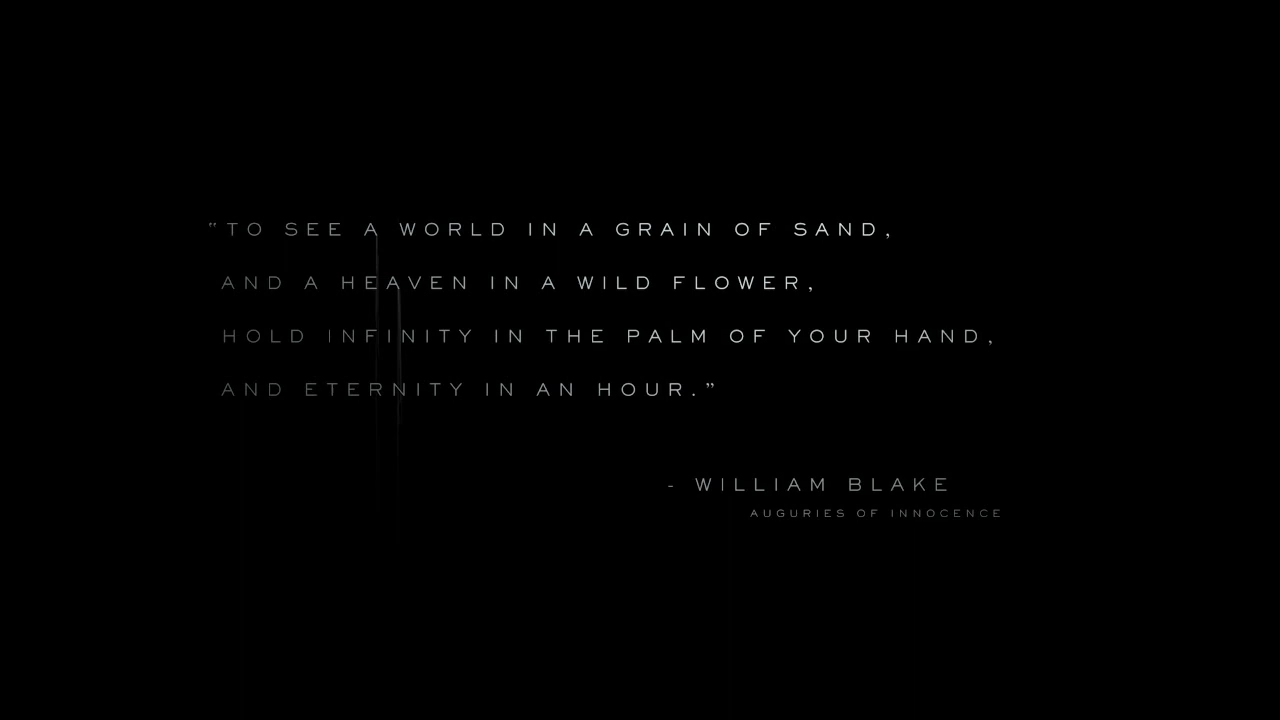 “TO SEE A WORLD IN A GRAIN OF SAND,
AND A HEAVEN IN A WILD FLOWER,
HOLD INFINITY IN THE PALM OF YOUR HAND,
AND ETERNITY IN AN HOUR.”
- WILLIAM BLAKE
AUGURIES OF INNOCENCE